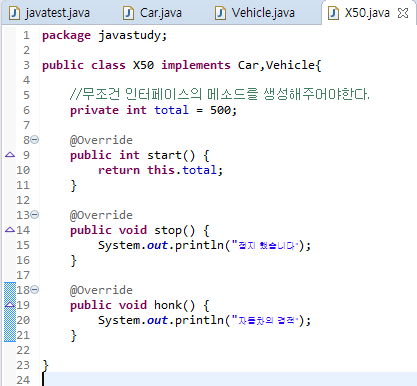 javatest.java Car.java Vehicle.java X50.java
1 package javastudy;
2
3 public class X50 implements Car,Vehicle{
4
5 //무조건 인터페이스의 메소드를 생성해주어야한다.
6 private int total = 500;
7
8 @Override
9 public int start() {
10 return this.total;
11 }
12
13 @Override
14 public void stop() {
15 System.out.println("정지 했습니다");
16 }
17
18 @Override
19 public void honk() {
20 System.out.println("자동차의 경적");
21 }
22
23 }
24